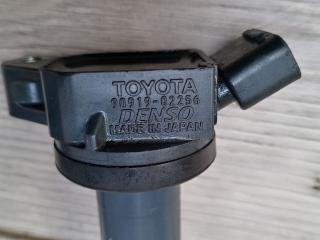 TOYOTA
90919-02256
DENSO
MADE IN JAPAN